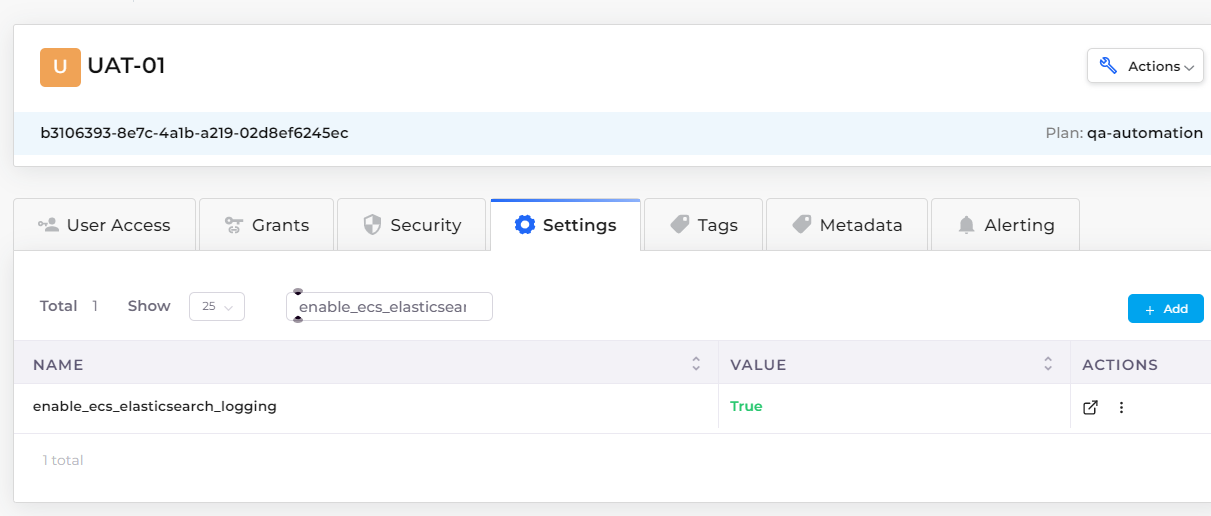 U UAT-01
Actions
b3106393-8e7c-4a1b-a219-02d8ef6245ec Plan: qa-automation
User Access Grants Security Settings Tags Metadata Alerting
Total 1 Show 25 enable_ecs_elasticsear
+ Add
NAME VALUE ACTIONS
enable_ecs_elasticsearch_logging True
1 total